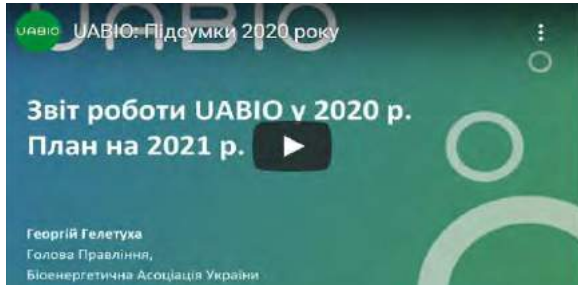 UABIO
UABIO UABIO: Підсумки 2020 року
Звіт роботи UABIO у 2020 р.
План на 2021 р.
Георгій Гелетуха
Голова Правління,
Біоенергетична Асоціація України